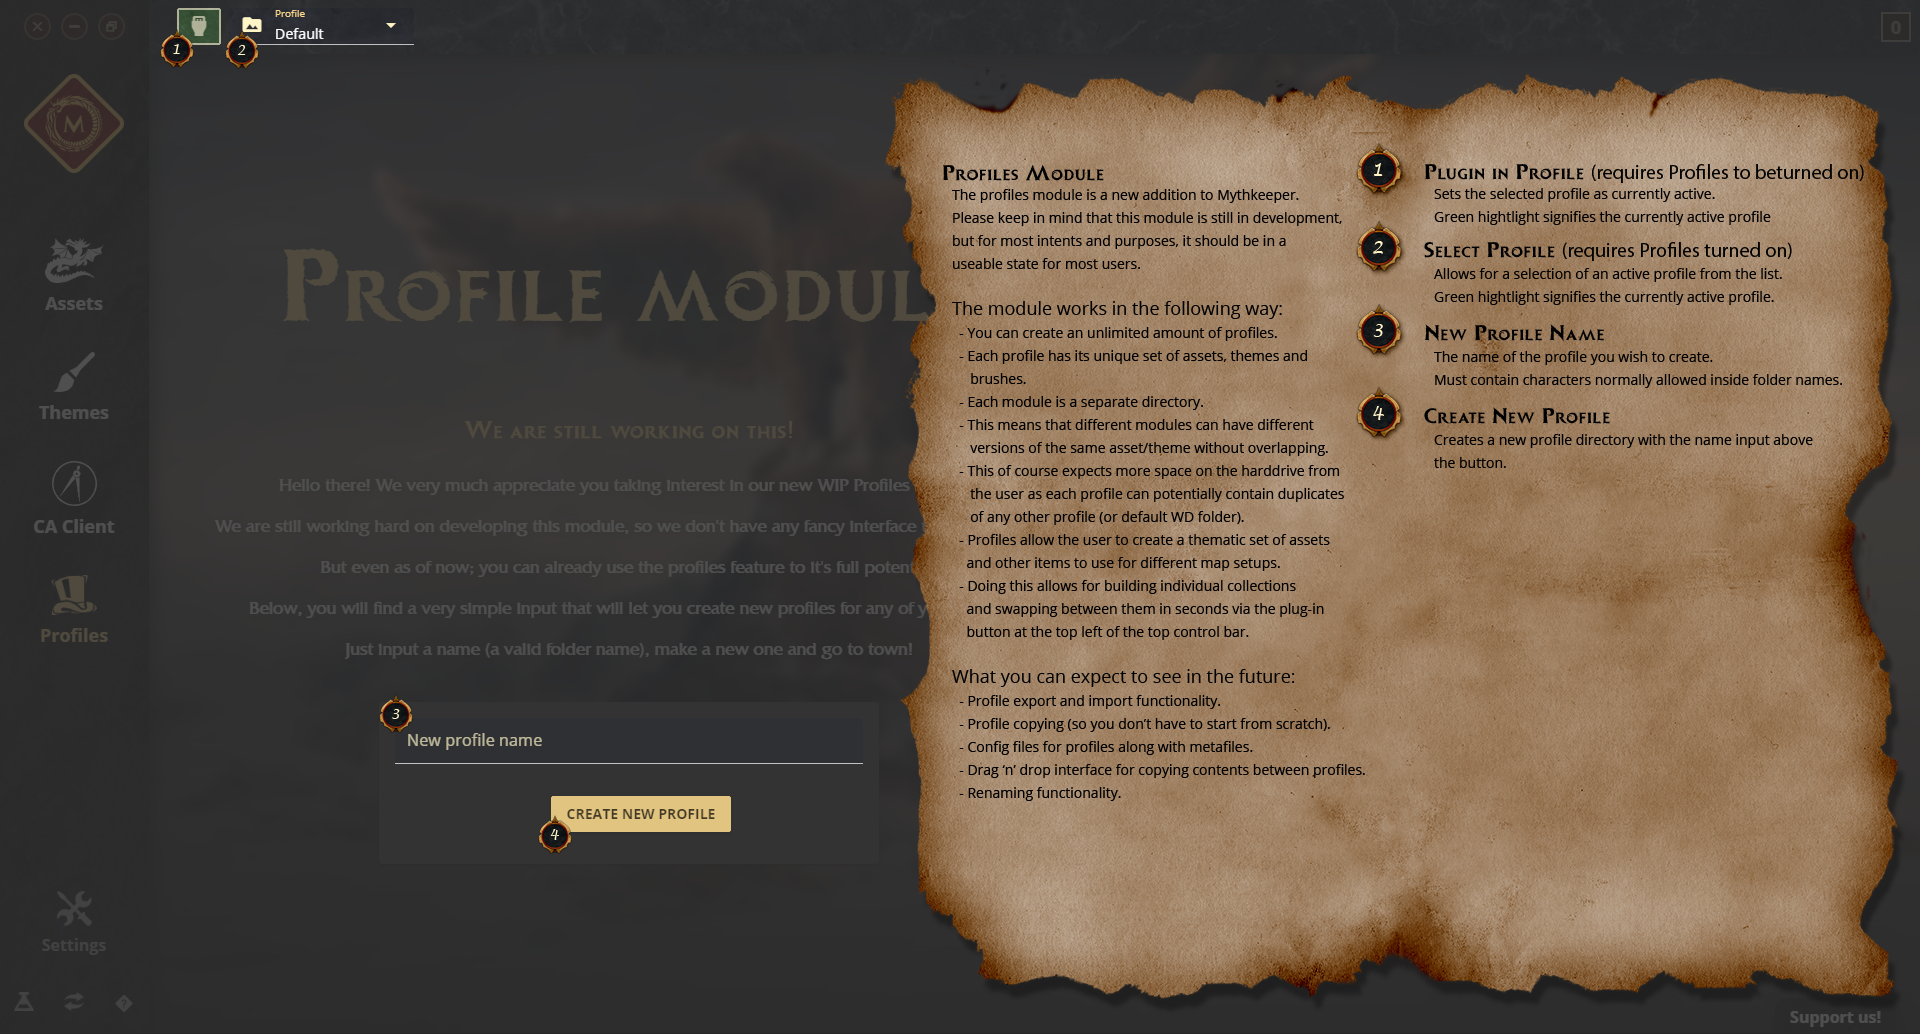 Profile
Default
1
2
0
M
Assets
Themes
CA Client
Profiles
Settings
Profile modul
We are still working on this!
Hello there! We very much appreciate you taking interest in our new WIP Profiles
We are still working hard on developing this module, so we don't have any fancy interface
But even as of now; you can already use the profiles feature to it's full poten
Below, you will find a very simple input that will let you create new profiles for any of y
Just input a name (a valid folder name), make a new one and go to town!
3
New profile name
CREATE NEW PROFILE
4
Profiles Module
The profiles module is a new addition to Mythkeeper.
Please keep in mind that this module is still in development,
but for most intents and purposes, it should be in a
useable state for most users.
The module works in the following way:
- You can create an unlimited amount of profiles.
- Each profile has its unique set of assets, themes and
brushes.
- Each module is a separate directory.
- This means that different modules can have different
versions of the same asset/theme without overlapping.
- This of course expects more space on the harddrive from
the user as each profile can potentially contain duplicates
of any other profile (or default WD folder).
- Profiles allow the user to create a thematic set of assets
and other items to use for different map setups.
- Doing this allows for building individual collections
and swapping between them in seconds via the plug-in
button at the top left of the top control bar.
What you can expect to see in the future:
- Profile export and import functionality.
- Profile copying (so you don't have to start from scratch).
- Config files for profiles along with metafiles.
- Drag ‘n’ drop interface for copying contents between profiles.
- Renaming functionality.
1
Plugin in Profile (requires Profiles to beturned on)
Sets the selected profile as currently active.
Green hightlight signifies the currently active profile
2
Select Profile (requires Profiles turned on)
Allows for a selection of an active profile from the list.
Green hightlight signifies the currently active profile.
3
New Profile Name
The name of the profile you wish to create.
Must contain characters normally allowed inside folder names.
4
Create New Profile
Creates a new profile directory with the name input above
the button.
Support us!